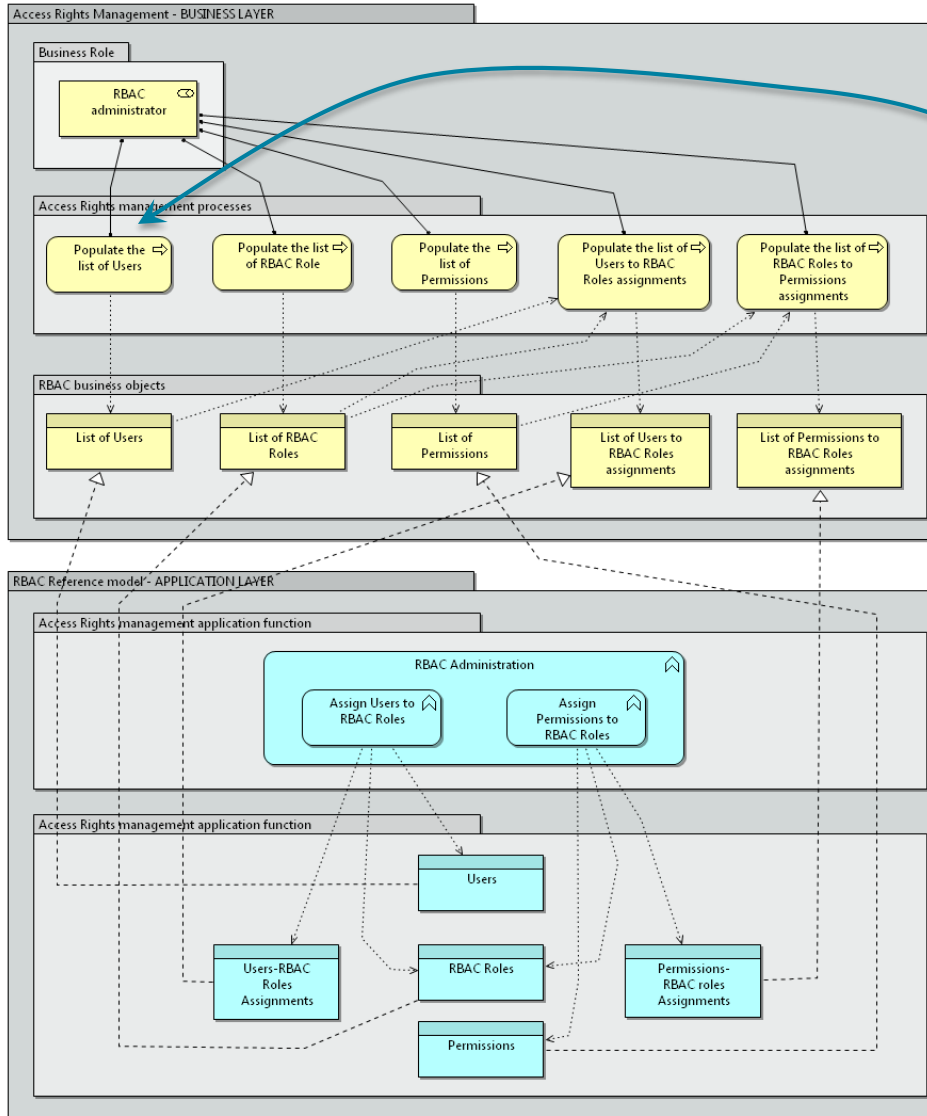 Access Rights Management - BUSINESS LAYER
Business Role
RBAC
administrator
Access Rights management processes
Populate the
list of Users
Populate the list
of RBAC Role
Populate the
list of
Permissions
Populate the list of
Users to RBAC
Roles assignments
Populate the list of
RBAC Roles to
Permissions
assignments
RBAC business objects
List of Users
List of RBAC
Roles
List of
Permissions
List of Users to
RBAC Roles
assignments
List of Permissions to
RBAC Roles
assignments
RBAC Reference model - APPLICATION LAYER
Access Rights management application function
RBAC Administration
Assign Users to
RBAC Roles
Assign
Permissions to
RBAC Roles
Access Rights management application function
Users
Users-RBAC
Roles
Assignments
RBAC Roles
Permissions-
RBAC roles
Assignments
Permissions